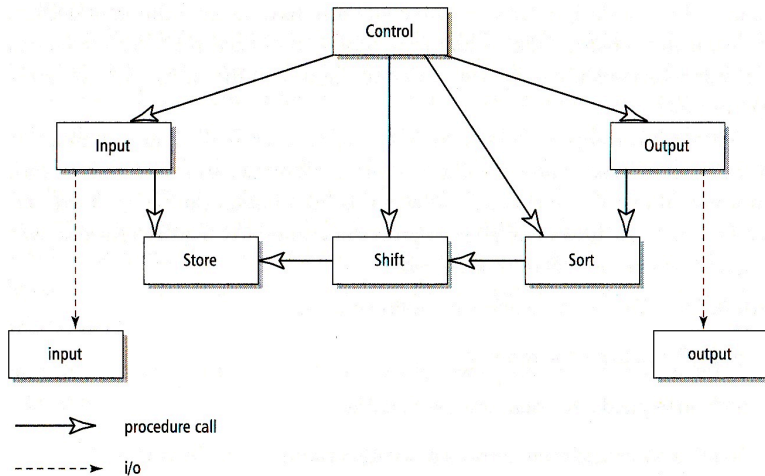 Control
Input
Output
Store
Shift
Sort
input
output
procedure call
i/o